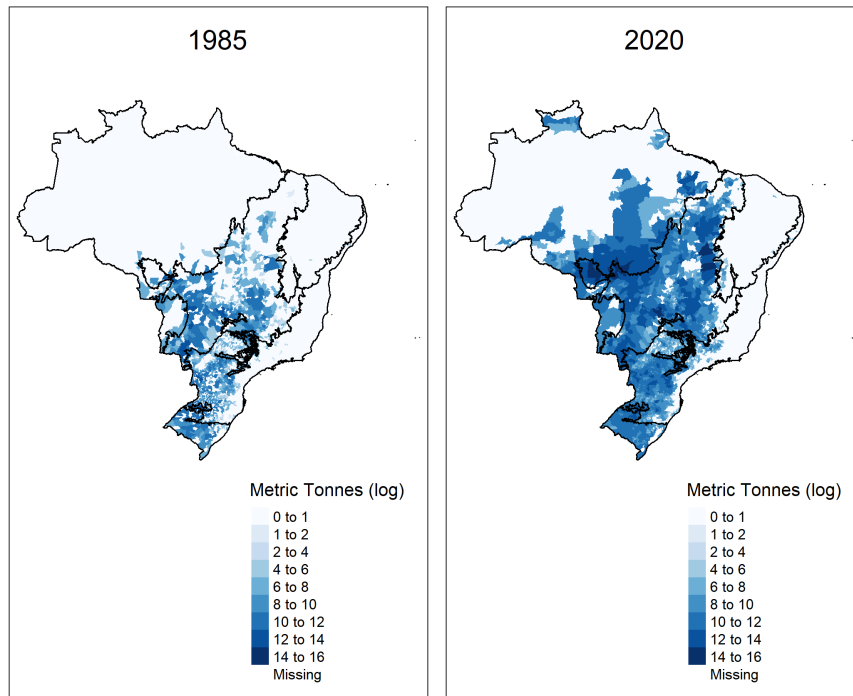 1985
Metric Tonnes (log)
0 to 1
1 to 2
2 to 4
4 to 6
6 to 8
8 to 10
10 to 12
12 to 14
14 to 16
Missing
2020
Metric Tonnes (log)
0 to 1
1 to 2
2 to 4
4 to 6
6 to 8
8 to 10
10 to 12
12 to 14
14 to 16
Missing